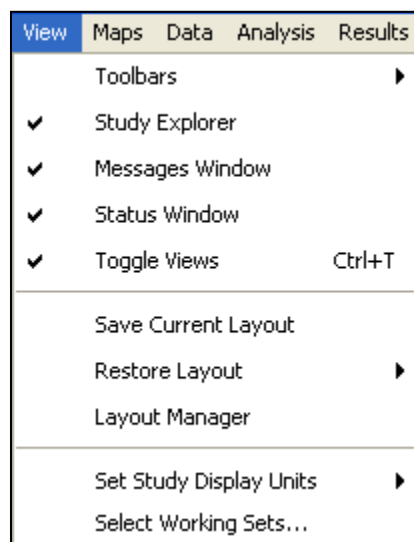 View Maps Data Analysis Results
Toolbars
Study Explorer
Messages Window
Status Window
Toggle Views Ctrl+T
Save Current Layout
Restore Layout
Layout Manager
Set Study Display Units
Select Working Sets...